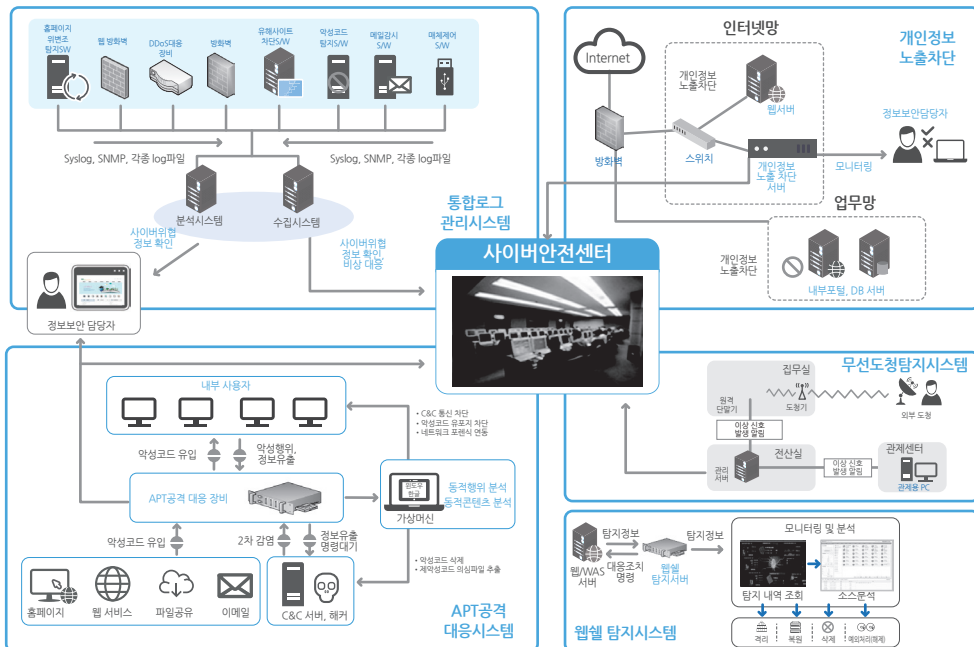 홈페이지
위변조
탐지SW
웹 방화벽
DDoS대응
장비
방화벽
유해사이트
차단S/W
악성코드
탐지S/W
메일감시
S/W
매체제어
S/W
Syslog, SNMP, 각종 log파일
Syslog, SNMP, 각종 log파일
분석시스템
수집시스템
통합로그
관리시스템
사이버위협
정보 확인
사이버위협
정보 확인,
비상 대응
정보보안 담당자
개인정보
노출차단
인터넷망
Internet
개인정보
노출차단
웹서버
방화벽
스위치
개인정보
노출 차단
서버
모니터링
정보보안담당자
업무망
개인정보
노출차단
내부포털, DB 서버
사이버안전센터
내부 사용자
악성코드 유입
악성행위,
정보유출
APT공격 대응 장비
• C&C 통신 차단
• 악성코드 유포지 차단
• 네트워크 포렌식 연동
윈도우
한글
가상머신
동적행위 분석
동적콘텐츠 분석
악성코드 유입
2차 감염
정보유출
명령대기
• 악성코드 삭제
• 제악성코드 의심파일 추출
홈페이지
웹 서비스
파일공유
이메일
C&C 서버, 해커
APT공격
대응시스템
무선도청탐지시스템
집무실
원격
단말기
도청기
외부 도청
이상 신호
발생 알림
전산실
관리
서버
이상 신호
발생 알림
관제센터
관제용 PC
탐지정보
대응조치
명령
웹/WAS
서버
웹쉘
탐지서버
탐지정보
모니터링 및 분석
탐지 내역 조회
소스분석
격리
복원
삭제
예외처리(해제)
웹쉘 탐지시스템